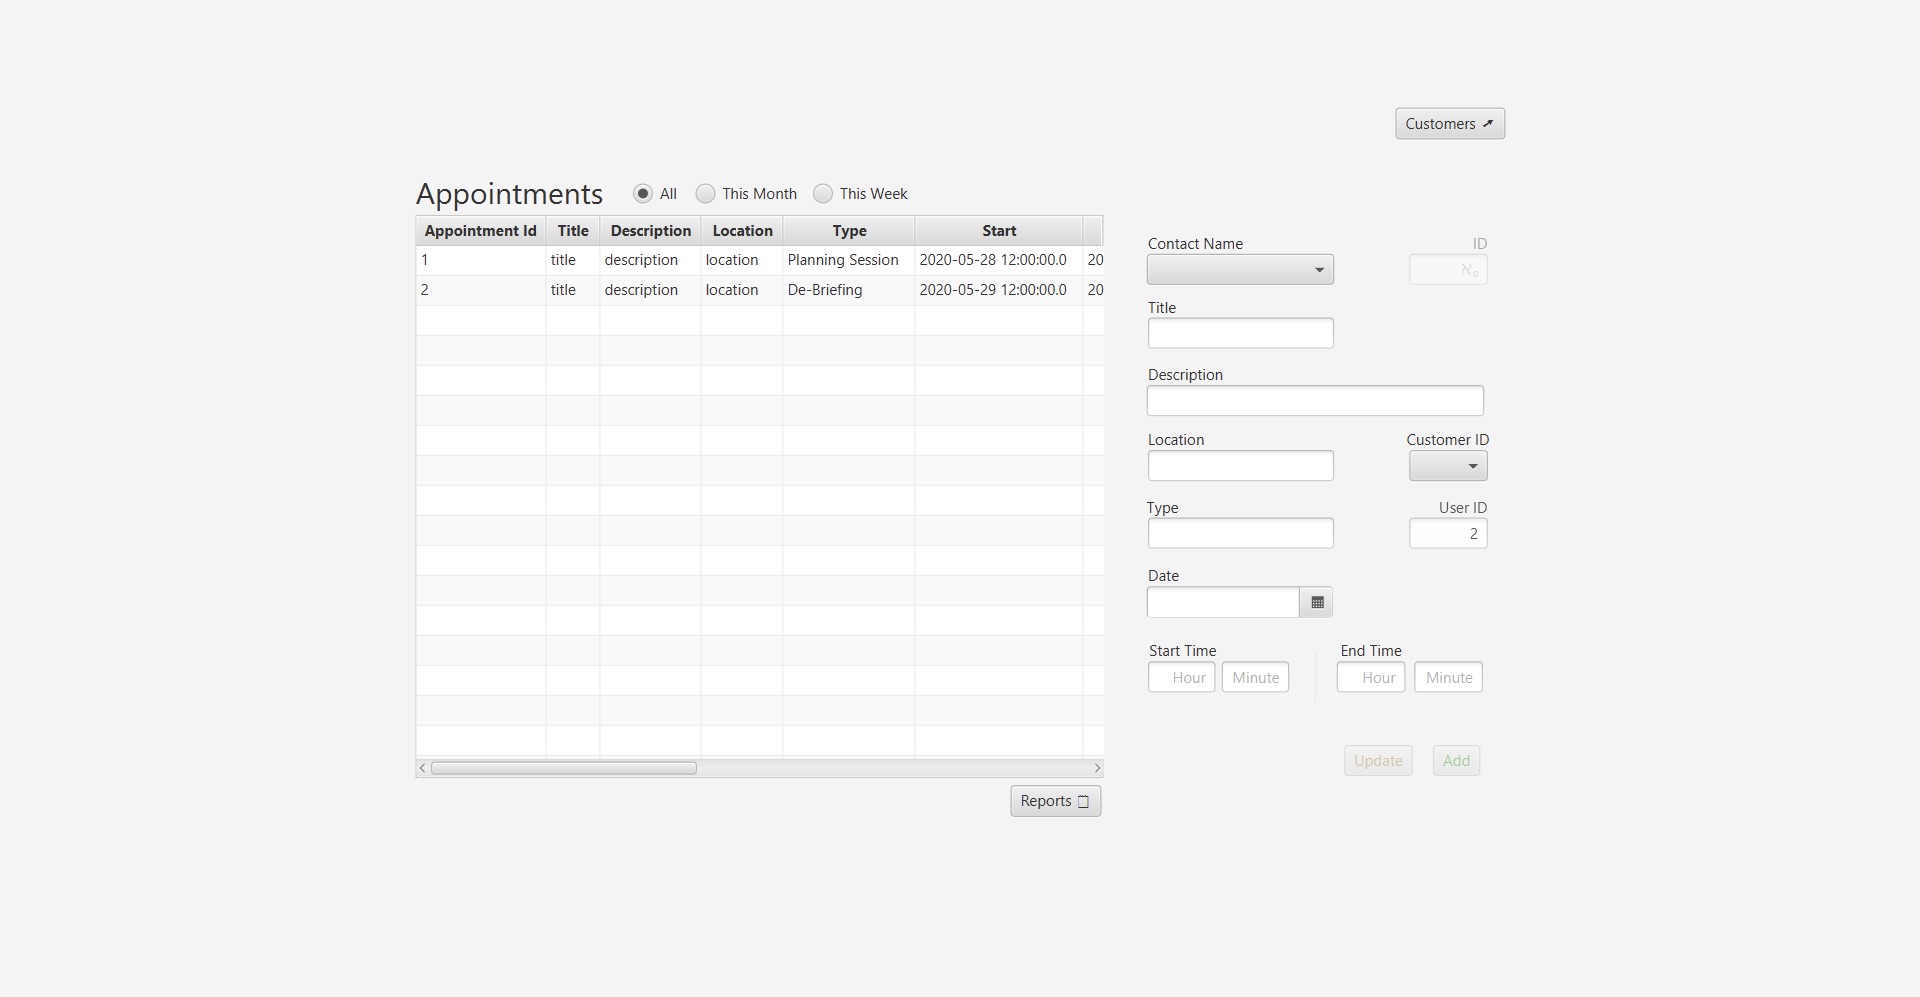 Customers
Appointments All This Month This Week
Appointment Id Title Description Location Type Start
1 title description location Planning Session 2020-05-28 12:00:00.0 20
2 title description location De-Briefing 2020-05-29 12:00:00.0 20
Contact Name ID
ℵ₀
Title
Description
Location Customer ID
Type User ID
2
Date
Start Time End Time
Hour Minute Hour Minute
Update Add
Reports